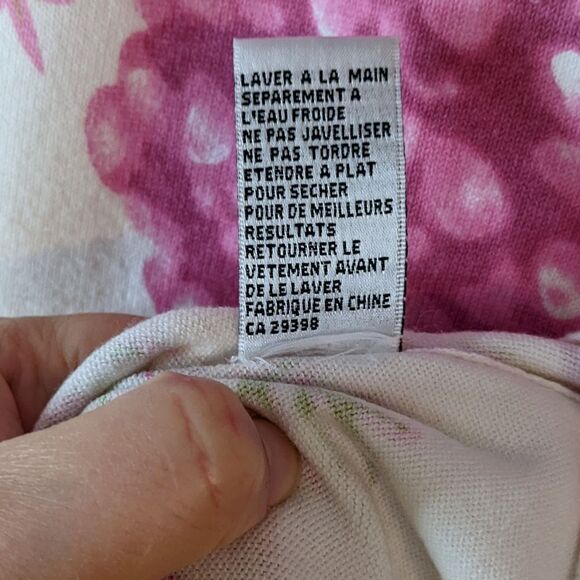 LAVER A LA MAIN
SEPAREMENT A
L'EAU FROIDE
NE PAS JAVELLISER
NE PAS TORDRE
ETENDRE A PLAT
POUR SECHER
POUR DE MEILLEURS
RESULTATS
RETOURNER LE
VETEMENT AVANT
DE LE LAVER
FABRIQUE EN CHINE
CA 29398